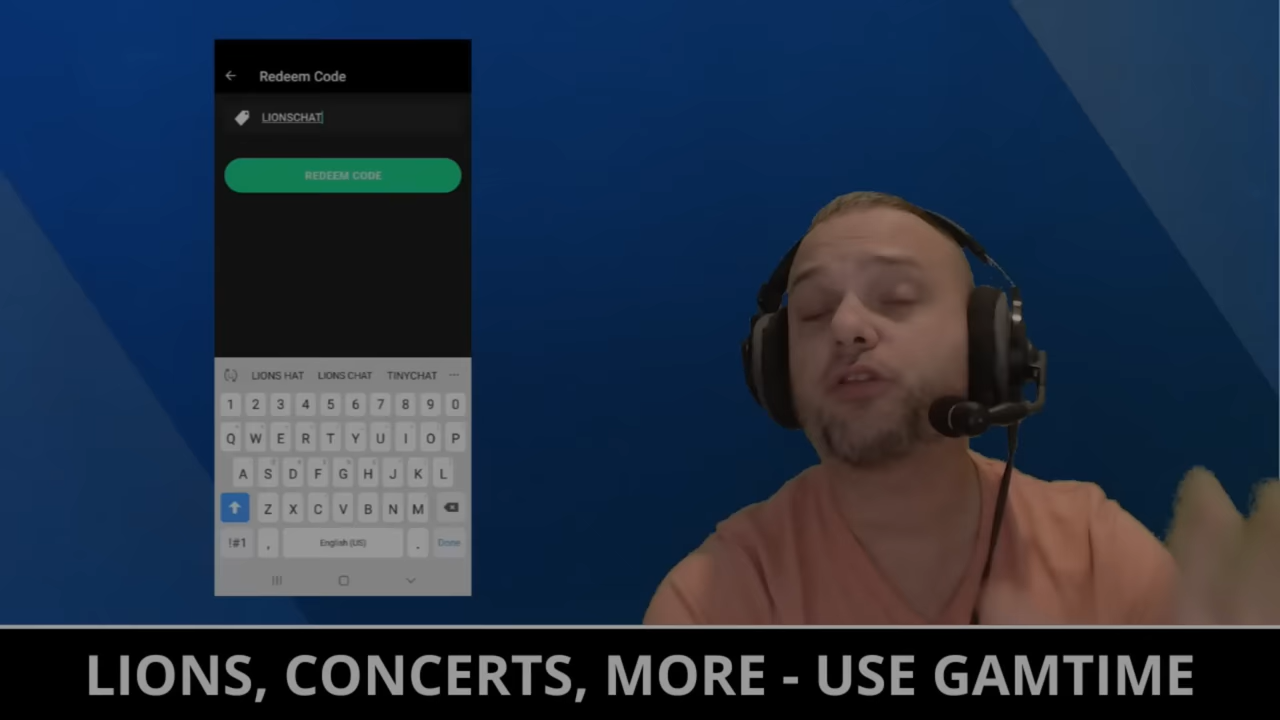 Redeem Code
LIONSCHAT
REDEEM CODE
LIONS HAT LIONS CHAT TINYCHAT ...
1 2 3 4 5 6 7 8 9 0
Q W E R T Y U I O P
A S D F G H J K L
Z X C V B N M
!#1 , English (US) . Done
LIONS, CONCERTS, MORE - USE GAMTIME